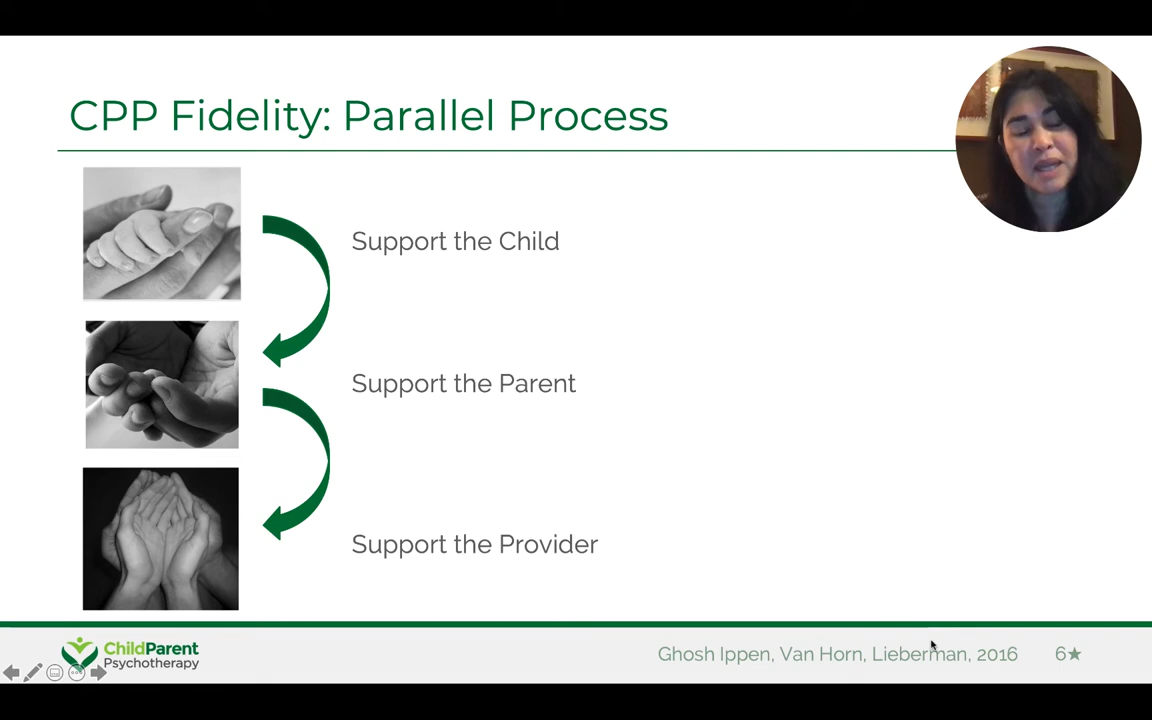 CPP Fidelity: Parallel Process
Support the Child
Support the Parent
Support the Provider
ChildParent
Psychotherapy
Ghosh Ippen, Van Horn, Lieberman, 2016
6★